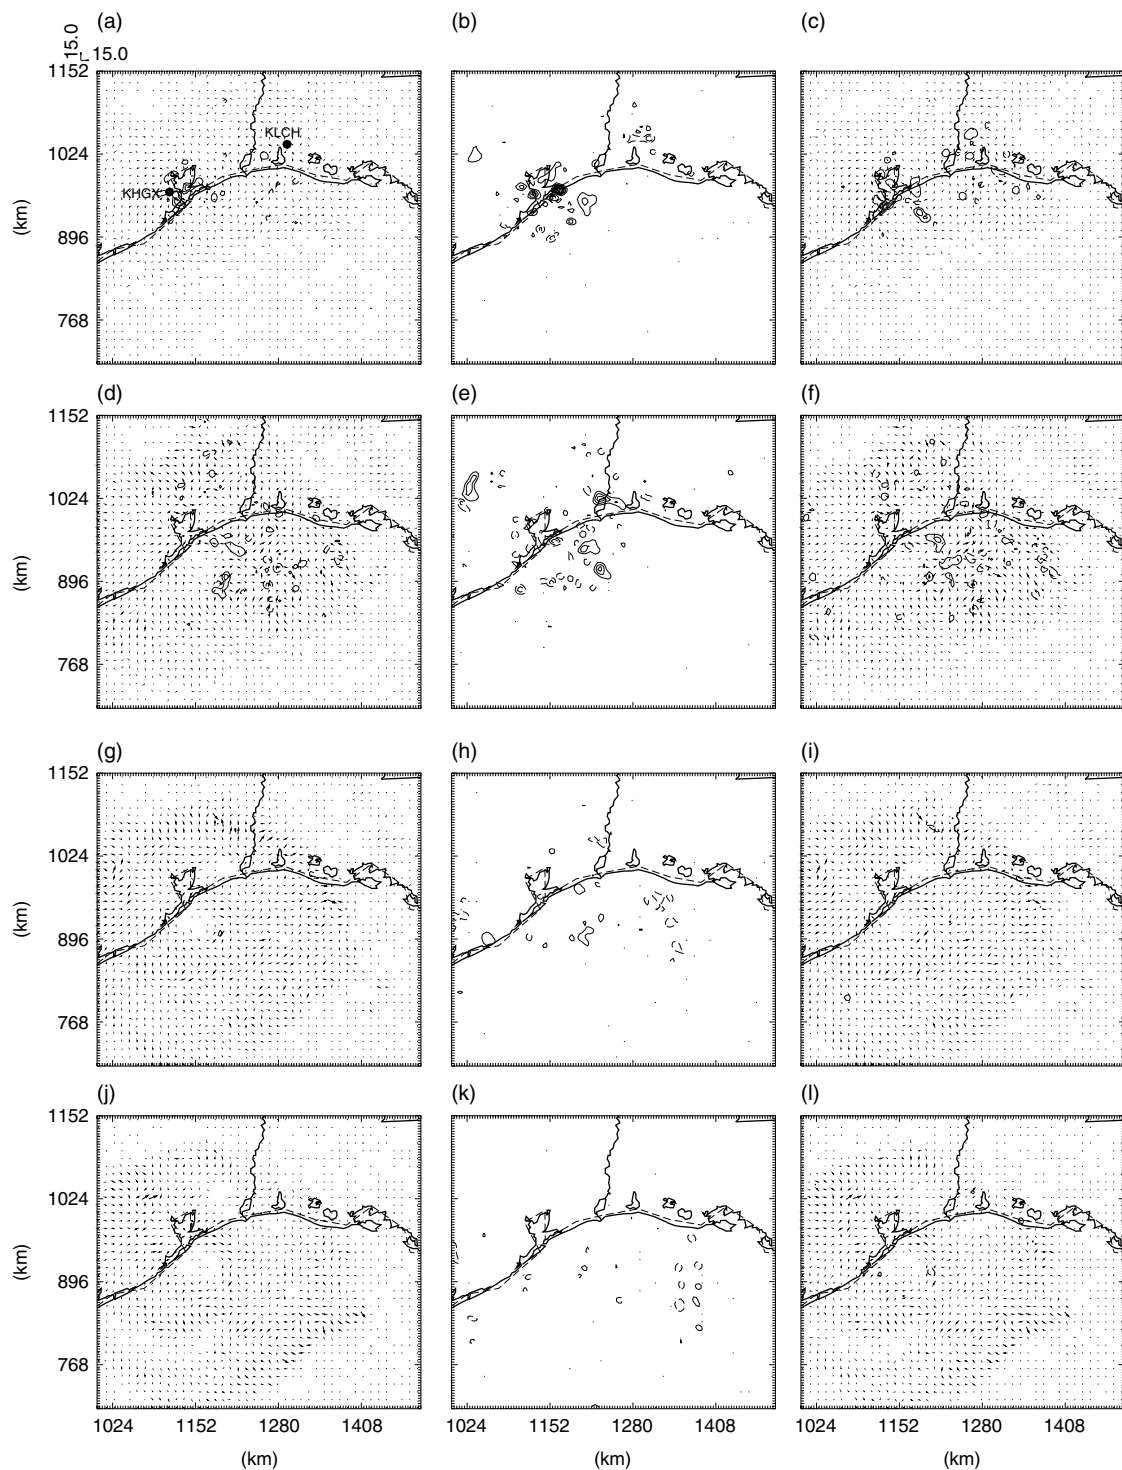 (a) (b) (c)
15.0
15.0
1152
1024
896
768
(km)
KLCH
KHGX
(d) (e) (f)
1152
1024
896
768
(km)
(g) (h) (i)
1152
1024
896
768
(km)
(j) (k) (l)
1152
1024
896
768
(km)
1024 1152 1280 1408 1024 1152 1280 1408 1024 1152 1280 1408
(km) (km) (km)